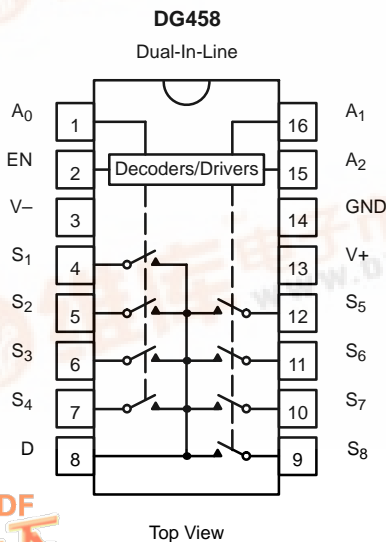 DG458
Dual-In-Line
A0 1 16 A1
EN 2 Decoders/Drivers 15 A2
V– 3 14 GND
S1 4 13 V+
S2 5 12 S5
S3 6 11 S6
S4 7 10 S7
D 8 9 S8
Top View